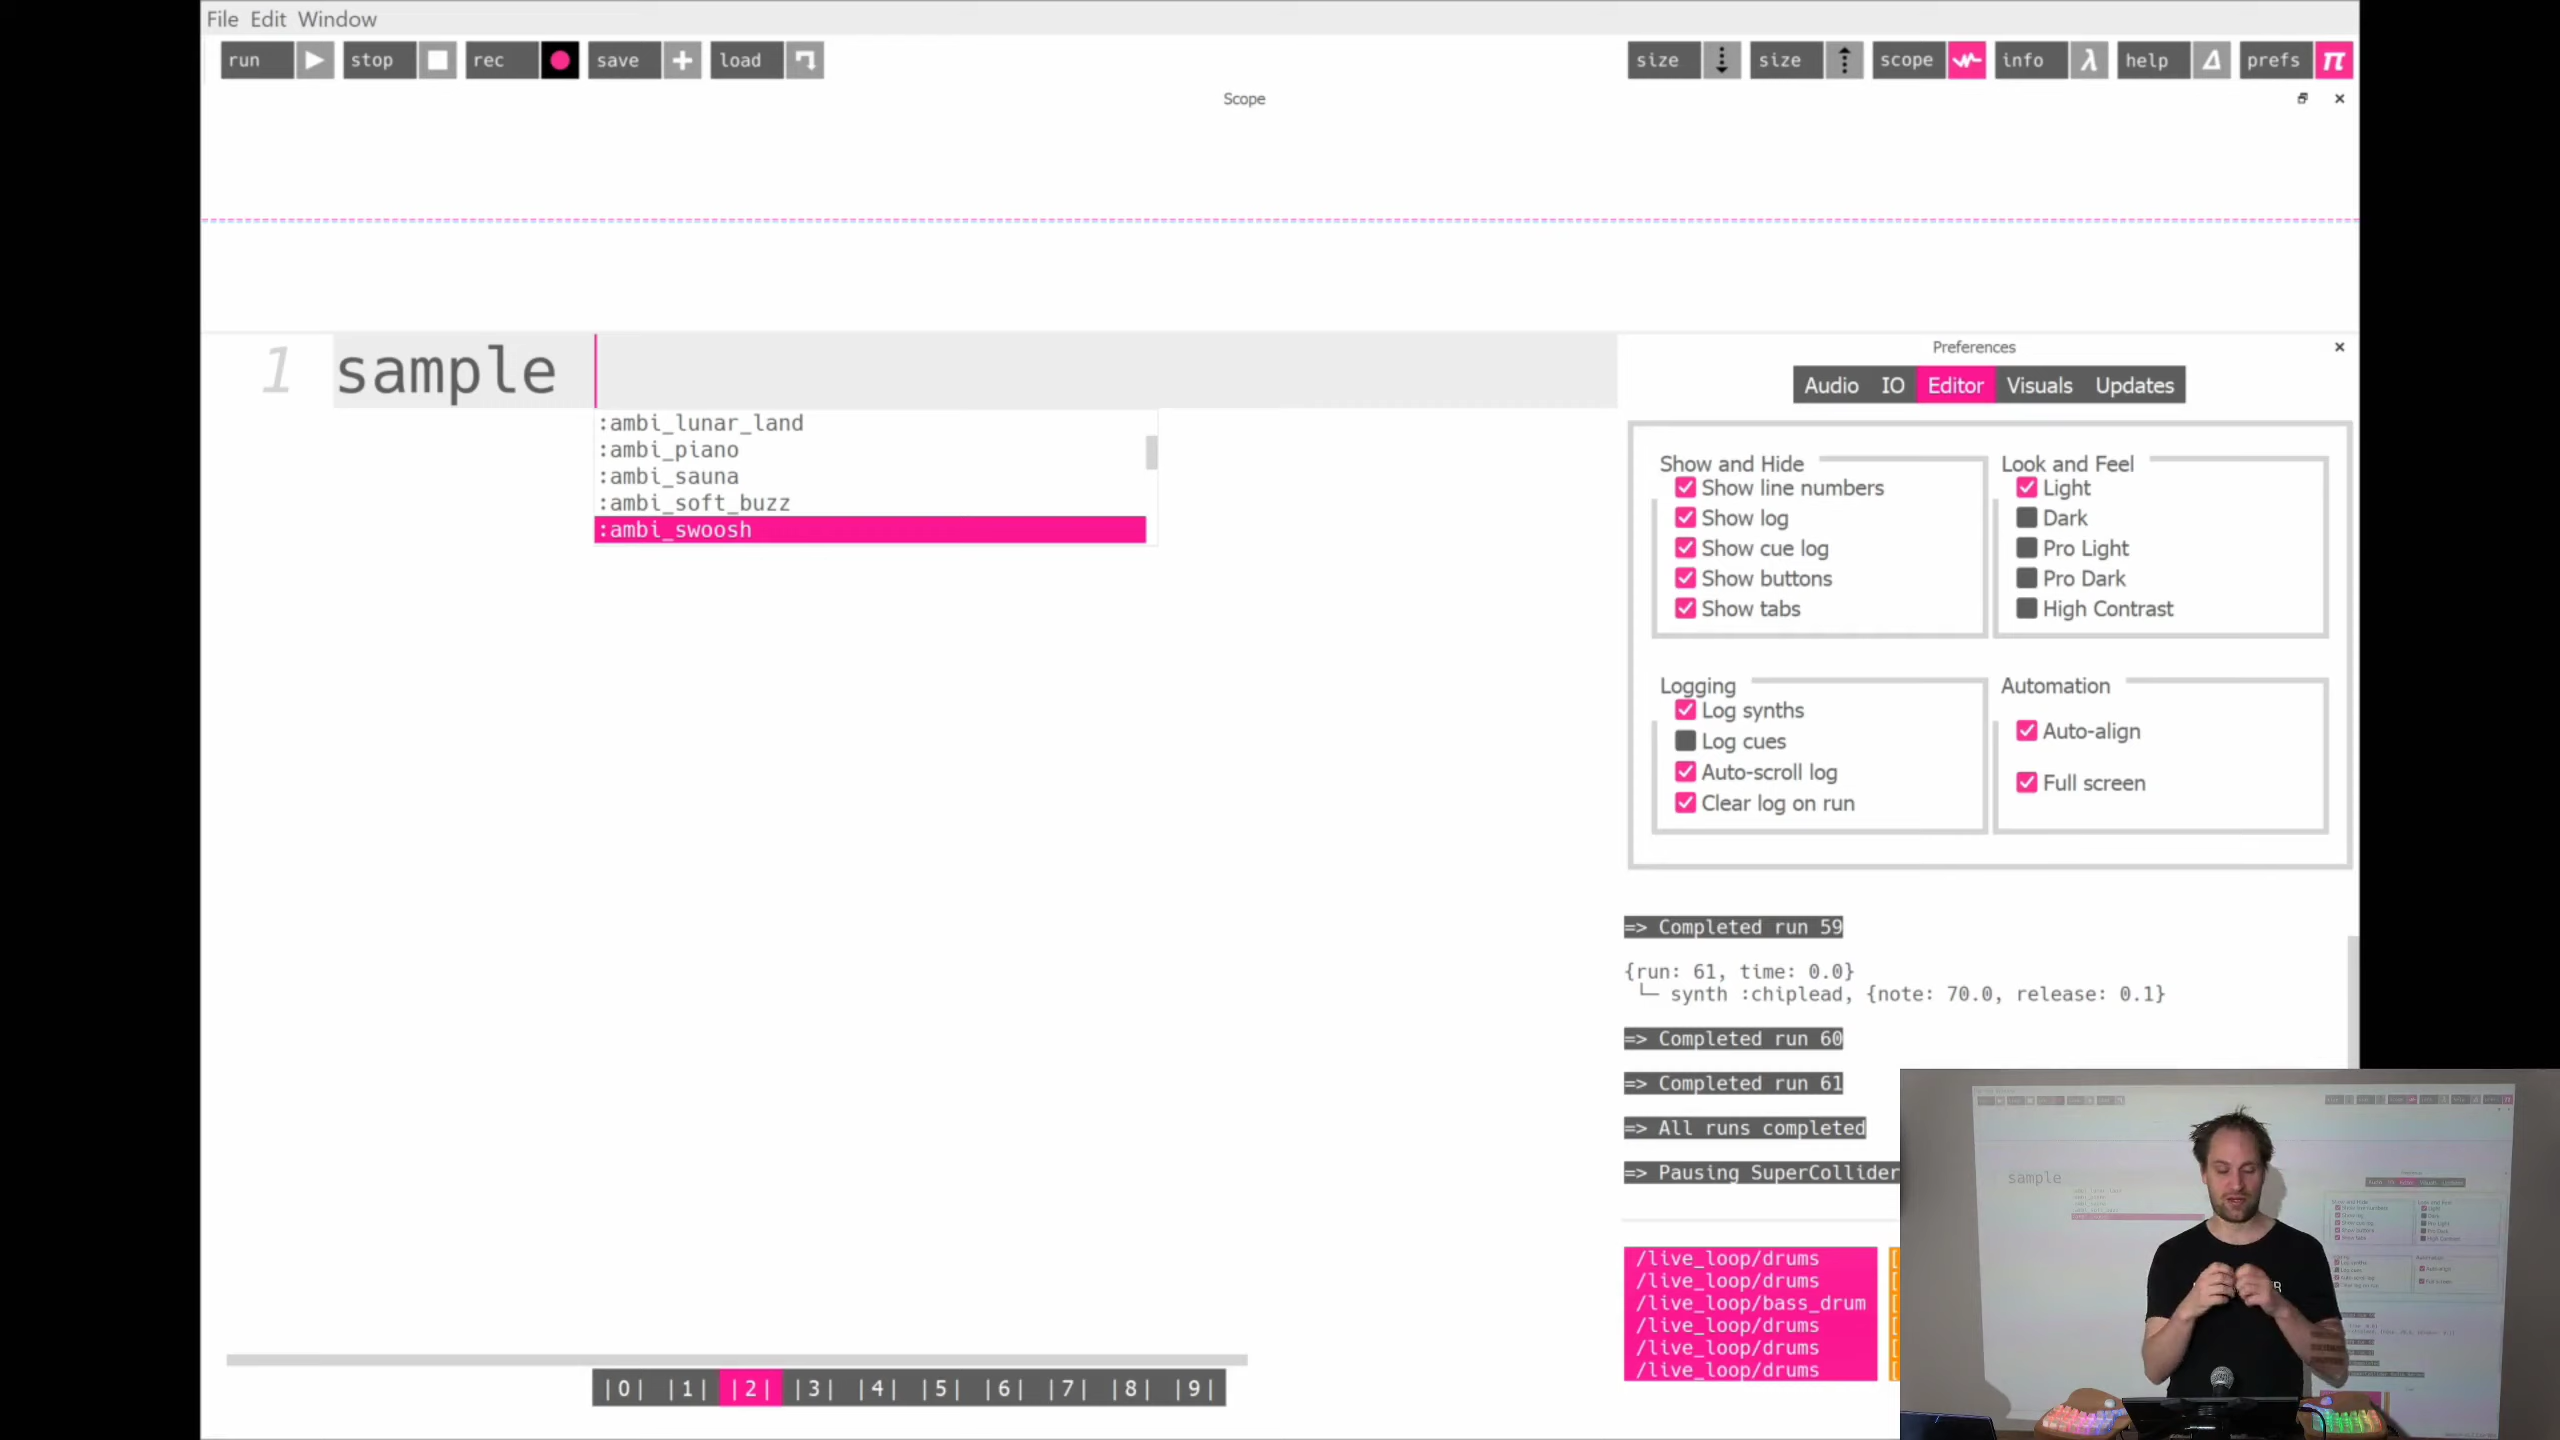 File Edit Window
run stop rec save load size size scope info help prefs
Scope
1 sample
:ambi_lunar_land
:ambi_piano
:ambi_sauna
:ambi_soft_buzz
:ambi_swoosh
Preferences
Audio IO Editor Visuals Updates
Show and Hide
Show line numbers
Show log
Show cue log
Show buttons
Show tabs
Look and Feel
Light
Dark
Pro Light
Pro Dark
High Contrast
Logging
Log synths
Log cues
Auto-scroll log
Clear log on run
Automation
Auto-align
Full screen
=> Completed run 59
{run: 61, time: 0.0}
└─ synth :chiplead, {note: 70.0, release: 0.1}
=> Completed run 60
=> Completed run 61
=> All runs completed
=> Pausing SuperCollider
/live_loop/drums [
/live_loop/drums [
/live_loop/bass_drum [
/live_loop/drums [
/live_loop/drums [
/live_loop/drums [
|0| |1| |2| |3| |4| |5| |6| |7| |8| |9|
sample